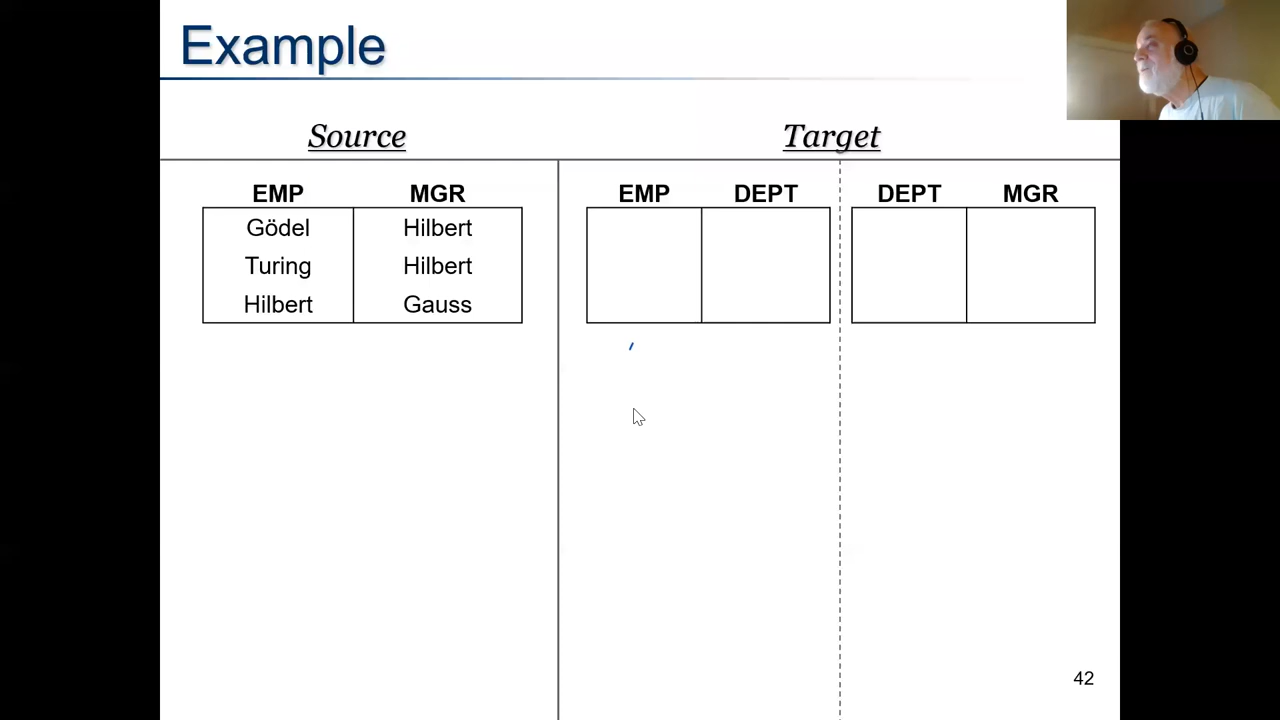 Example
Source Target
EMP MGR EMP DEPT DEPT MGR
Gödel Hilbert
Turing Hilbert
Hilbert Gauss
42